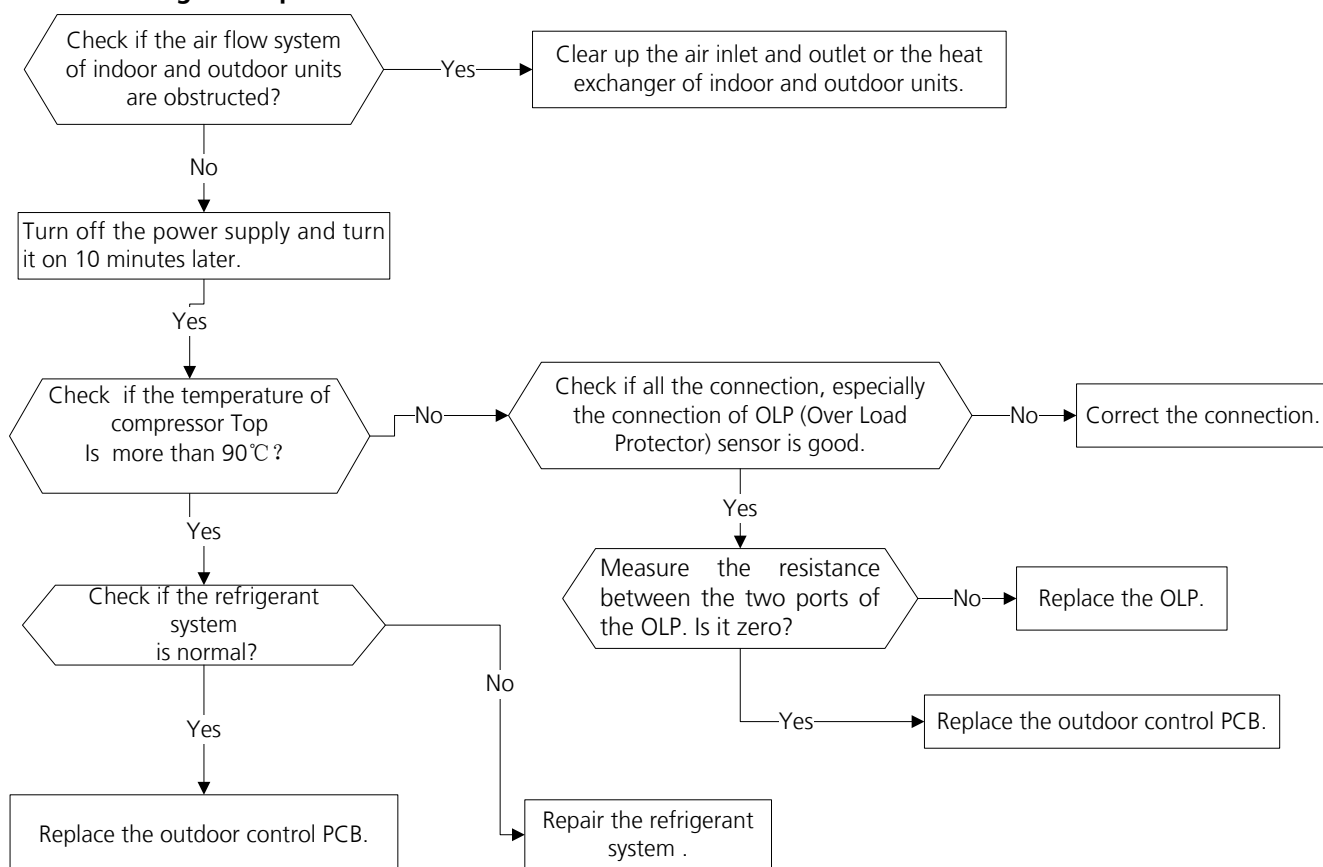 Check if the air flow system
of indoor and outdoor units
are obstructed?
Yes
Clear up the air inlet and outlet or the heat
exchanger of indoor and outdoor units.
No
Turn off the power supply and turn
it on 10 minutes later.
Yes
Check if the temperature of
compressor Top
Is more than 90℃?
No
Check if all the connection, especially
the connection of OLP (Over Load
Protector) sensor is good.
No
Correct the connection.
Yes
Yes
Measure the resistance
between the two ports of
the OLP. Is it zero?
No
Replace the OLP.
Check if the refrigerant
system
is normal?
No
Yes
Yes
Replace the outdoor control PCB.
Replace the outdoor control PCB.
Repair the refrigerant
system .